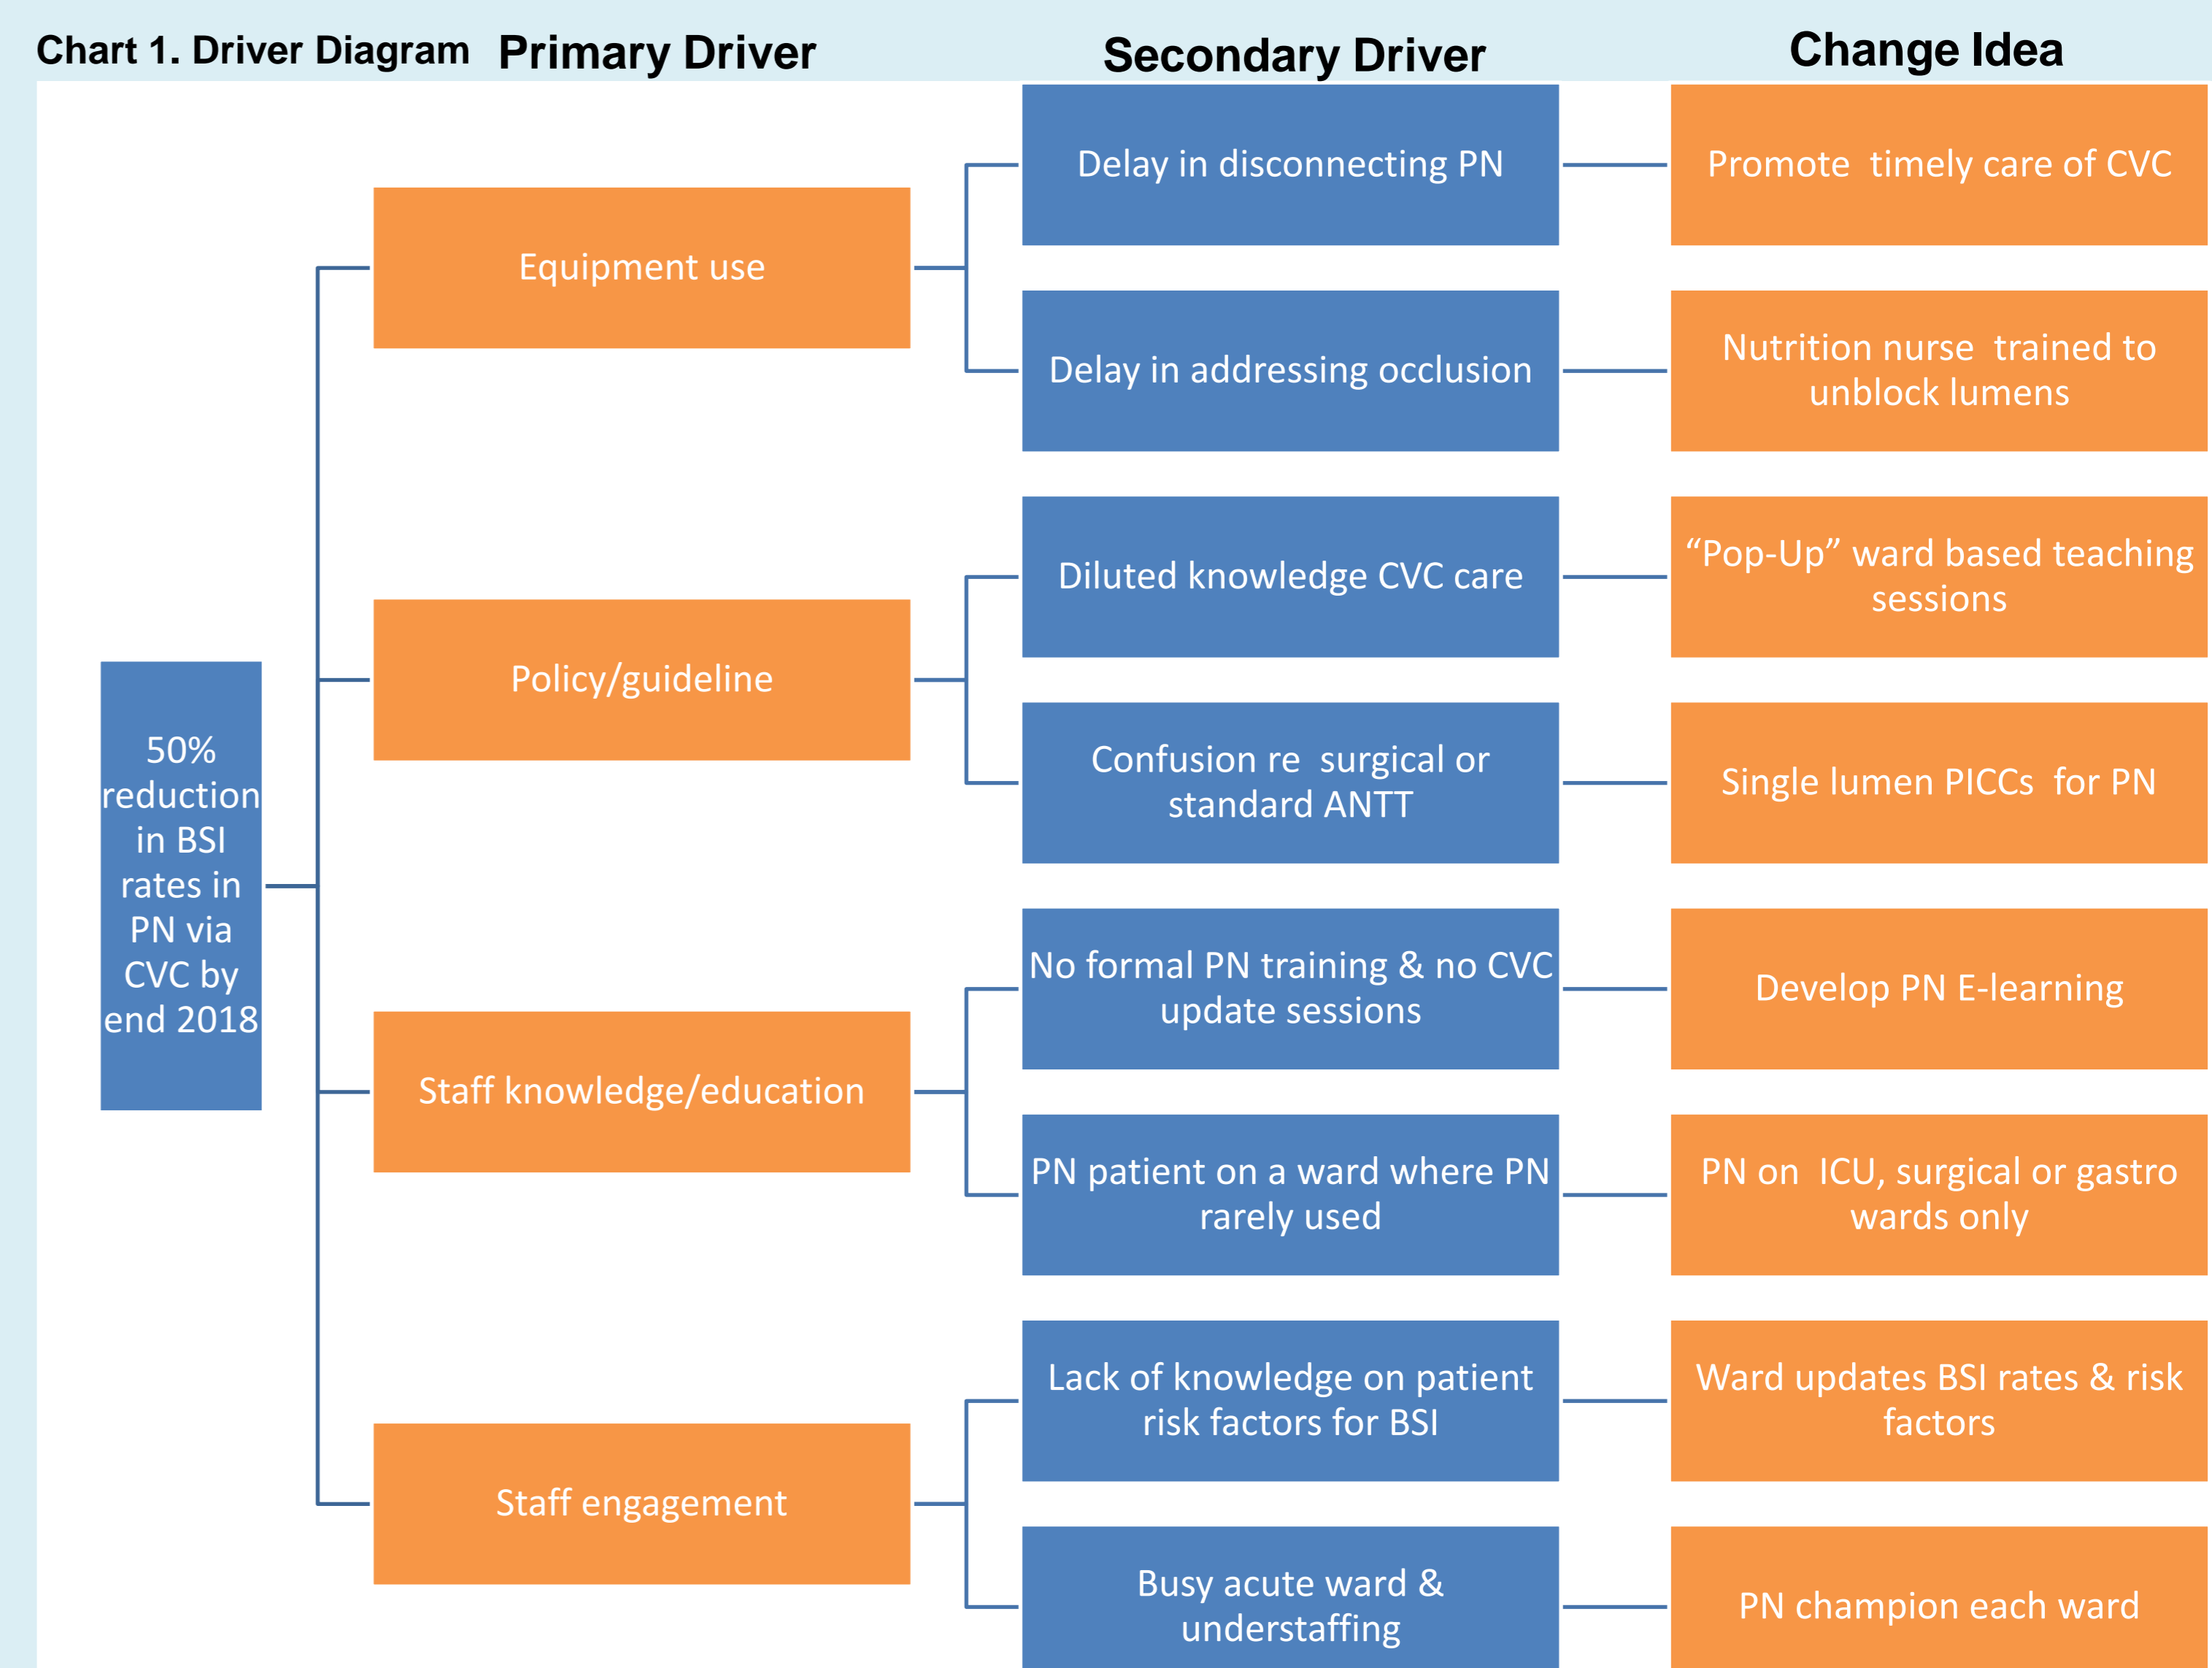 Chart 1. Driver Diagram
Primary Driver
Secondary Driver
Change Idea
50%
reduction
in BSI
rates in
PN via
CVC by
end 2018
Equipment use
Delay in disconnecting PN
Promote timely care of CVC
Delay in addressing occlusion
Nutrition nurse trained to
unblock lumens
Policy/guideline
Diluted knowledge CVC care
“Pop-Up” ward based teaching
sessions
Confusion re surgical or
standard ANTT
Single lumen PICCs for PN
Staff knowledge/education
No formal PN training & no CVC
update sessions
Develop PN E-learning
PN patient on a ward where PN
rarely used
PN on ICU, surgical or gastro
wards only
Staff engagement
Lack of knowledge on patient
risk factors for BSI
Ward updates BSI rates & risk
factors
Busy acute ward &
understaffing
PN champion each ward